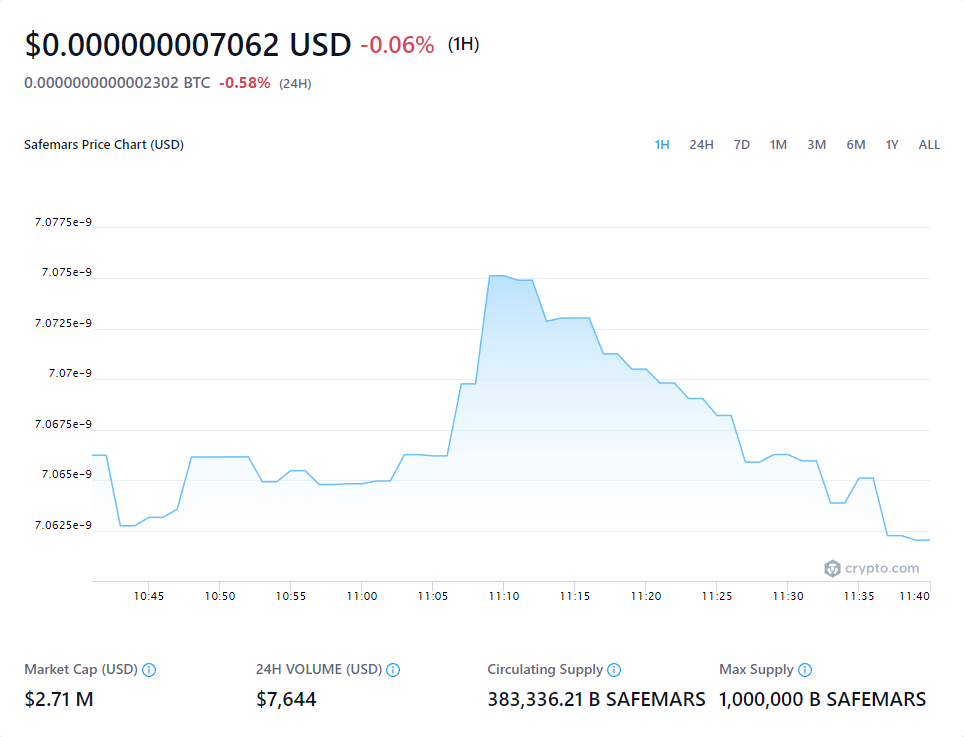 $0.000000007062 USD -0.06% (1H)
0.0000000000002302 BTC -0.58% (24H)
Safemars Price Chart (USD)
1H 24H 7D 1M 3M 6M 1Y ALL
7.0775e-9
7.075e-9
7.0725e-9
7.07e-9
7.0675e-9
7.065e-9
7.0625e-9
crypto.com
10:45 10:50 10:55 11:00 11:05 11:10 11:15 11:20 11:25 11:30 11:35 11:40
Market Cap (USD) 24H VOLUME (USD) Circulating Supply Max Supply
$2.71 M $7,644 383,336.21 B SAFEMARS 1,000,000 B SAFEMARS